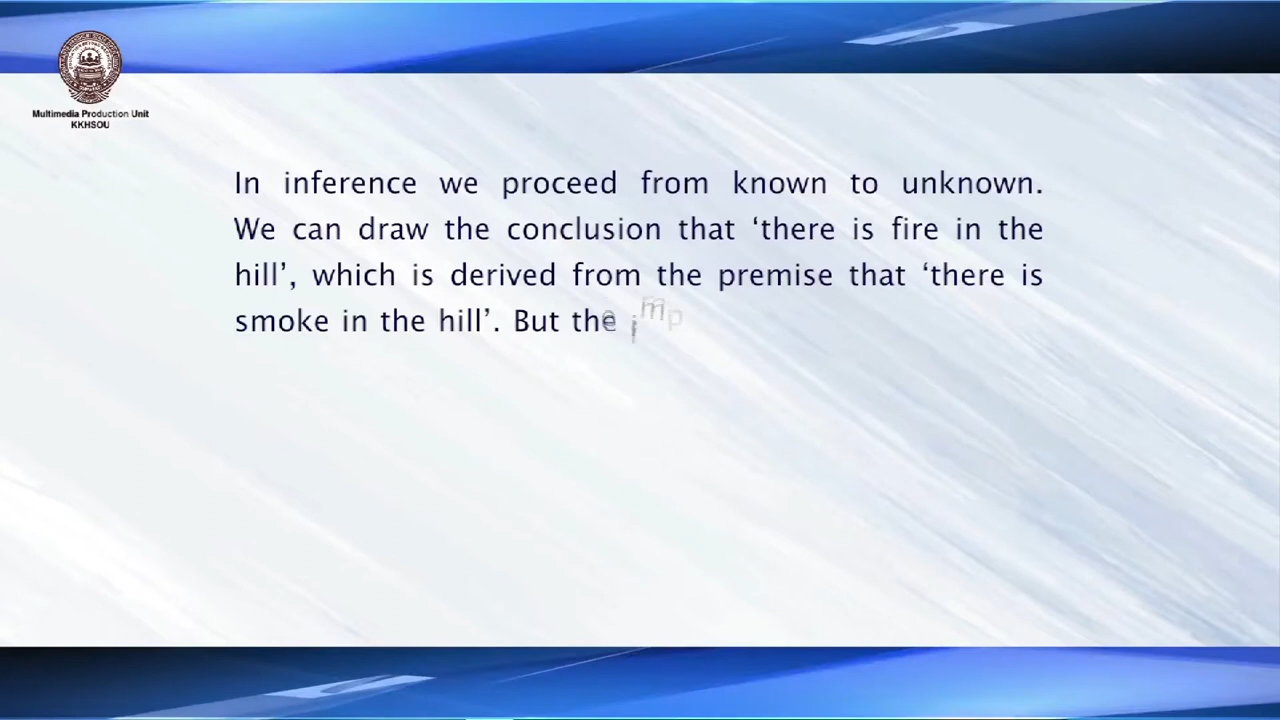 Multimedia Production Unit
KKHSOU
In inference we proceed from known to unknown.
We can draw the conclusion that ‘there is fire in the
hill’, which is derived from the premise that ‘there is
smoke in the hill’. But the